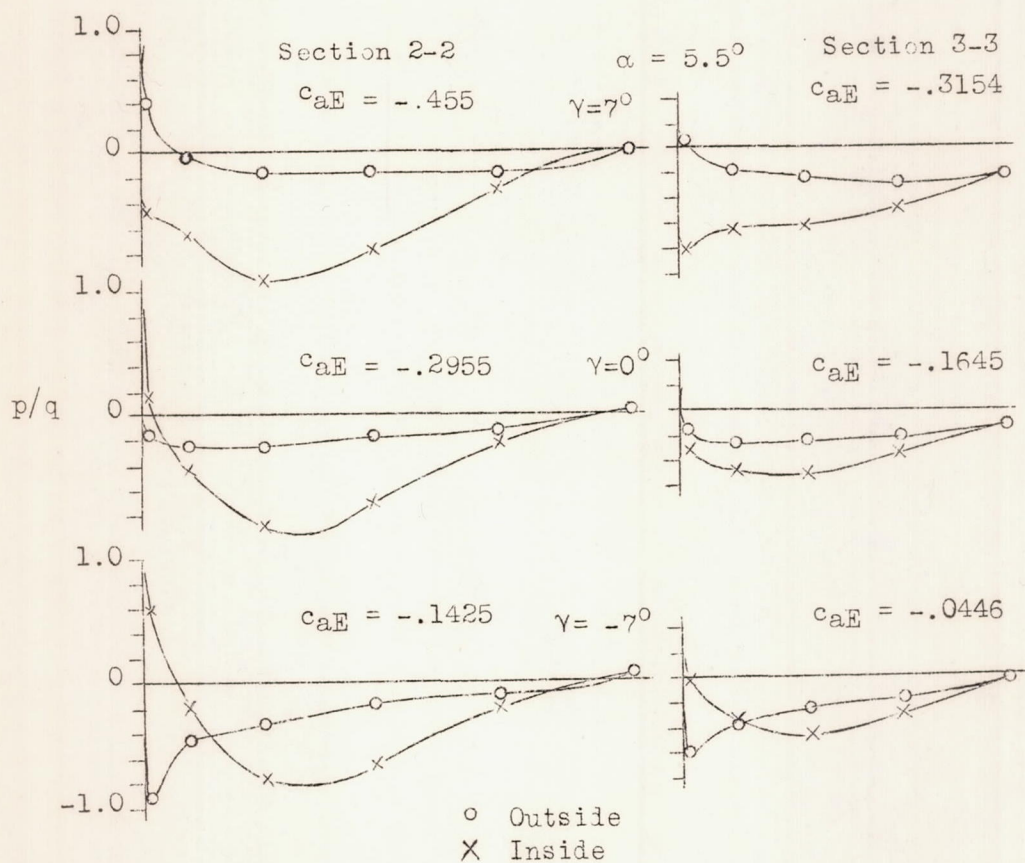 1.0
Section 2-2
α = 5.5°
Section 3-3
caE = -.455
γ=7°
caE = -.3154
0
1.0
caE = -.2955
γ=0°
caE = -.1645
p/q
0
1.0
caE = -.1425
γ= -7°
caE = -.0446
0
-1.0
o Outside
X Inside